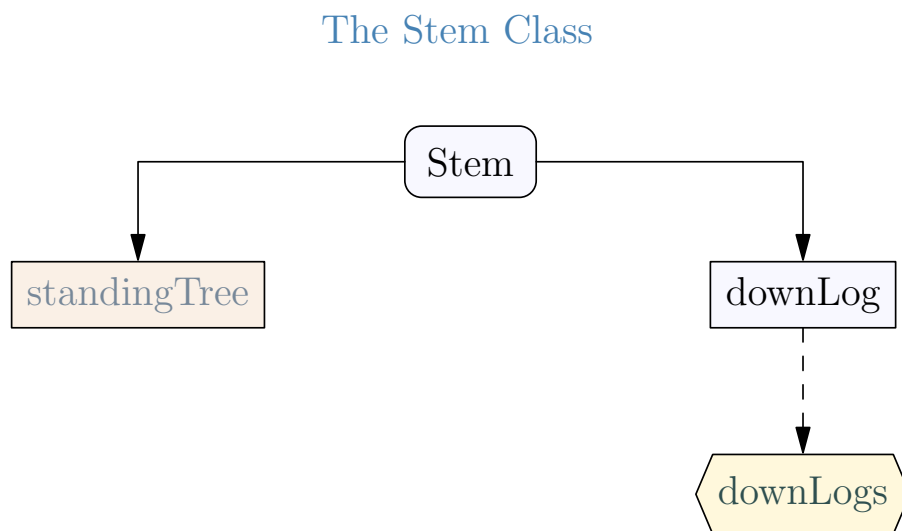 The Stem Class
Stem
standingTree
downLog
downLogs